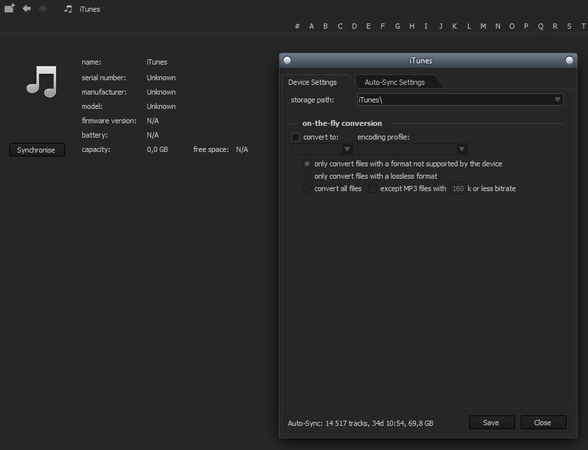 iTunes
# A B C D E F G H I J K L M N O P Q R S T
name: iTunes
serial number: Unknown
manufacturer: Unknown
model: Unknown
firmware version: N/A
battery: N/A
Synchronise
capacity: 0,0 GB free space: N/A
iTunes
Device Settings Auto-Sync Settings
storage path: iTunes\
on-the-fly conversion
convert to: encoding profile:
only convert files with a format not supported by the device
only convert files with a lossless format
convert all files except MP3 files with 160 k or less bitrate
Auto-Sync: 14 517 tracks, 34d 10:54, 69,8 GB Save Close